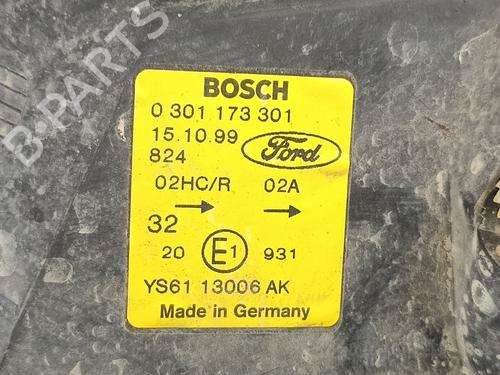 B-PARTS
BOSCH
0 301 173 301
15.10.99
824
Ford
02HC/R 02A
32
20 E1 931
YS61 13006 AK
Made in Germany